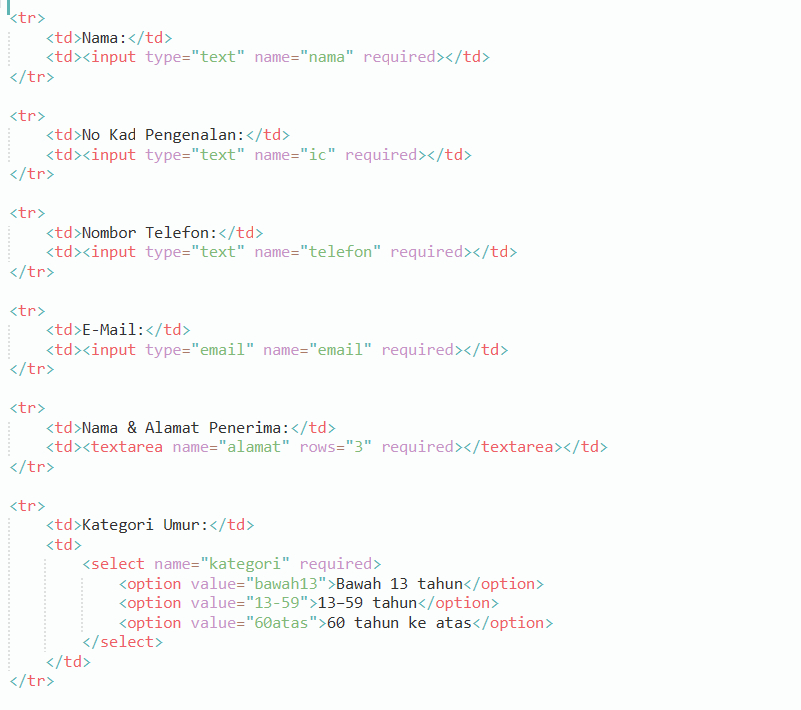 <tr>
    <td>Nama:</td>
    <td><input type="text" name="nama" required></td>
</tr>

<tr>
    <td>No Kad Pengenalan:</td>
    <td><input type="text" name="ic" required></td>
</tr>

<tr>
    <td>Nombor Telefon:</td>
    <td><input type="text" name="telefon" required></td>
</tr>

<tr>
    <td>E-Mail:</td>
    <td><input type="email" name="email" required></td>
</tr>

<tr>
    <td>Nama & Alamat Penerima:</td>
    <td><textarea name="alamat" rows="3" required></textarea></td>
</tr>

<tr>
    <td>Kategori Umur:</td>
    <td>
        <select name="kategori" required>
            <option value="bawah13">Bawah 13 tahun</option>
            <option value="13-59">13–59 tahun</option>
            <option value="60atas">60 tahun ke atas</option>
        </select>
    </td>
</tr>